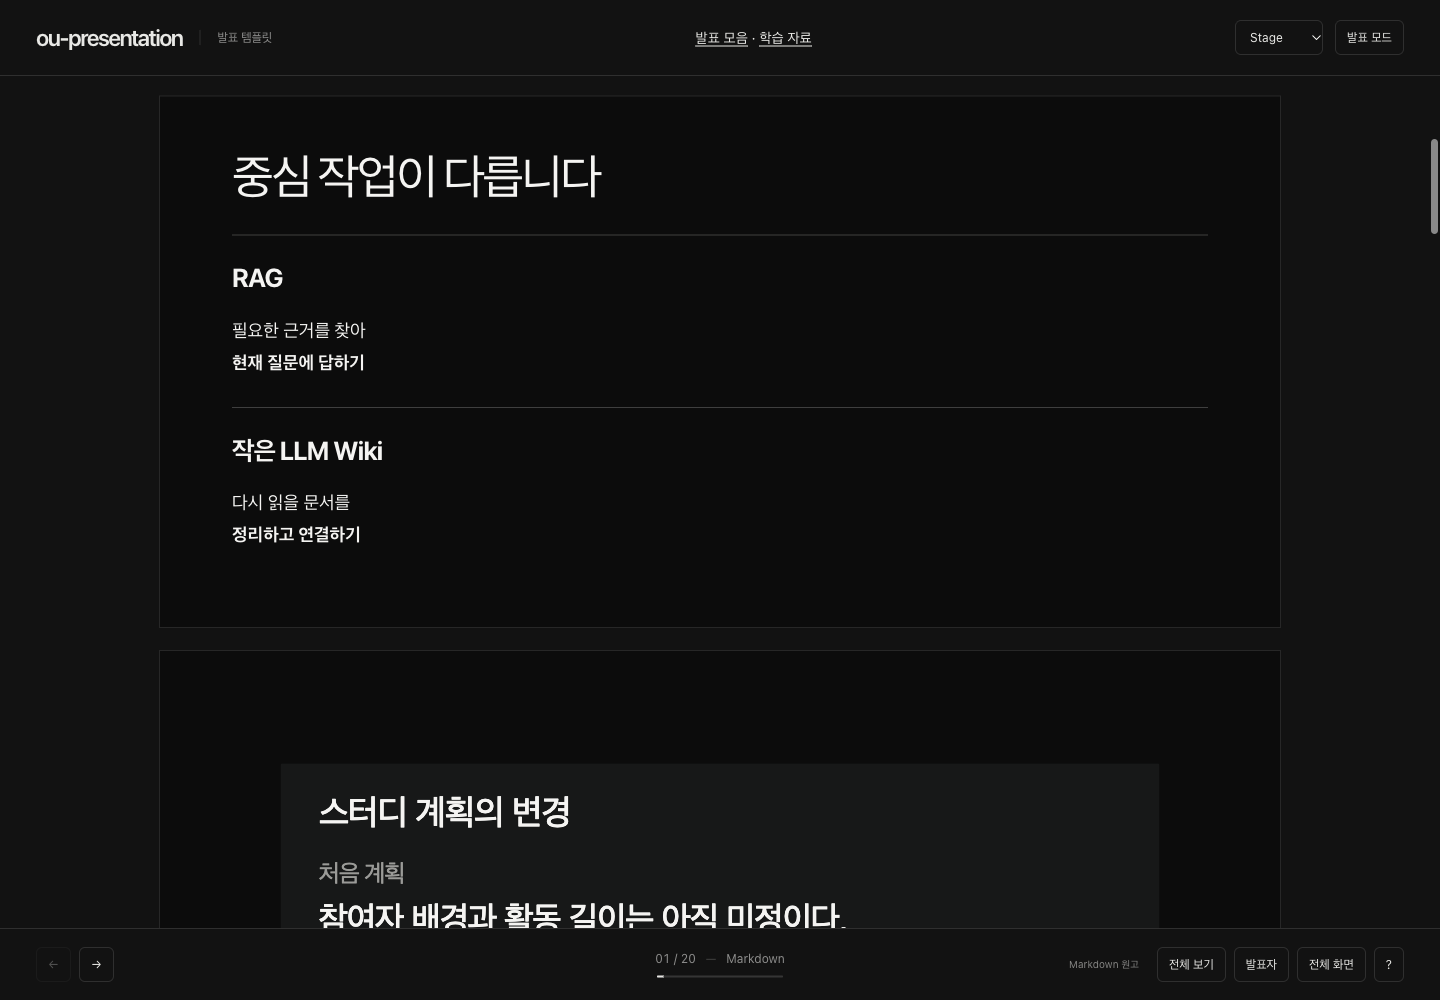 ou-presentation
발표 템플릿
발표 모음 · 학습 자료
Stage
발표 모드
중심 작업이 다릅니다
RAG
필요한 근거를 찾아
현재 질문에 답하기
작은 LLM Wiki
다시 읽을 문서를
정리하고 연결하기
스터디 계획의 변경
처음 계획
참여자 배경과 활동 길이는 아직 미정이다.
←
→
01 / 20 — Markdown
Markdown 원고
전체 보기
발표자
전체 화면
?